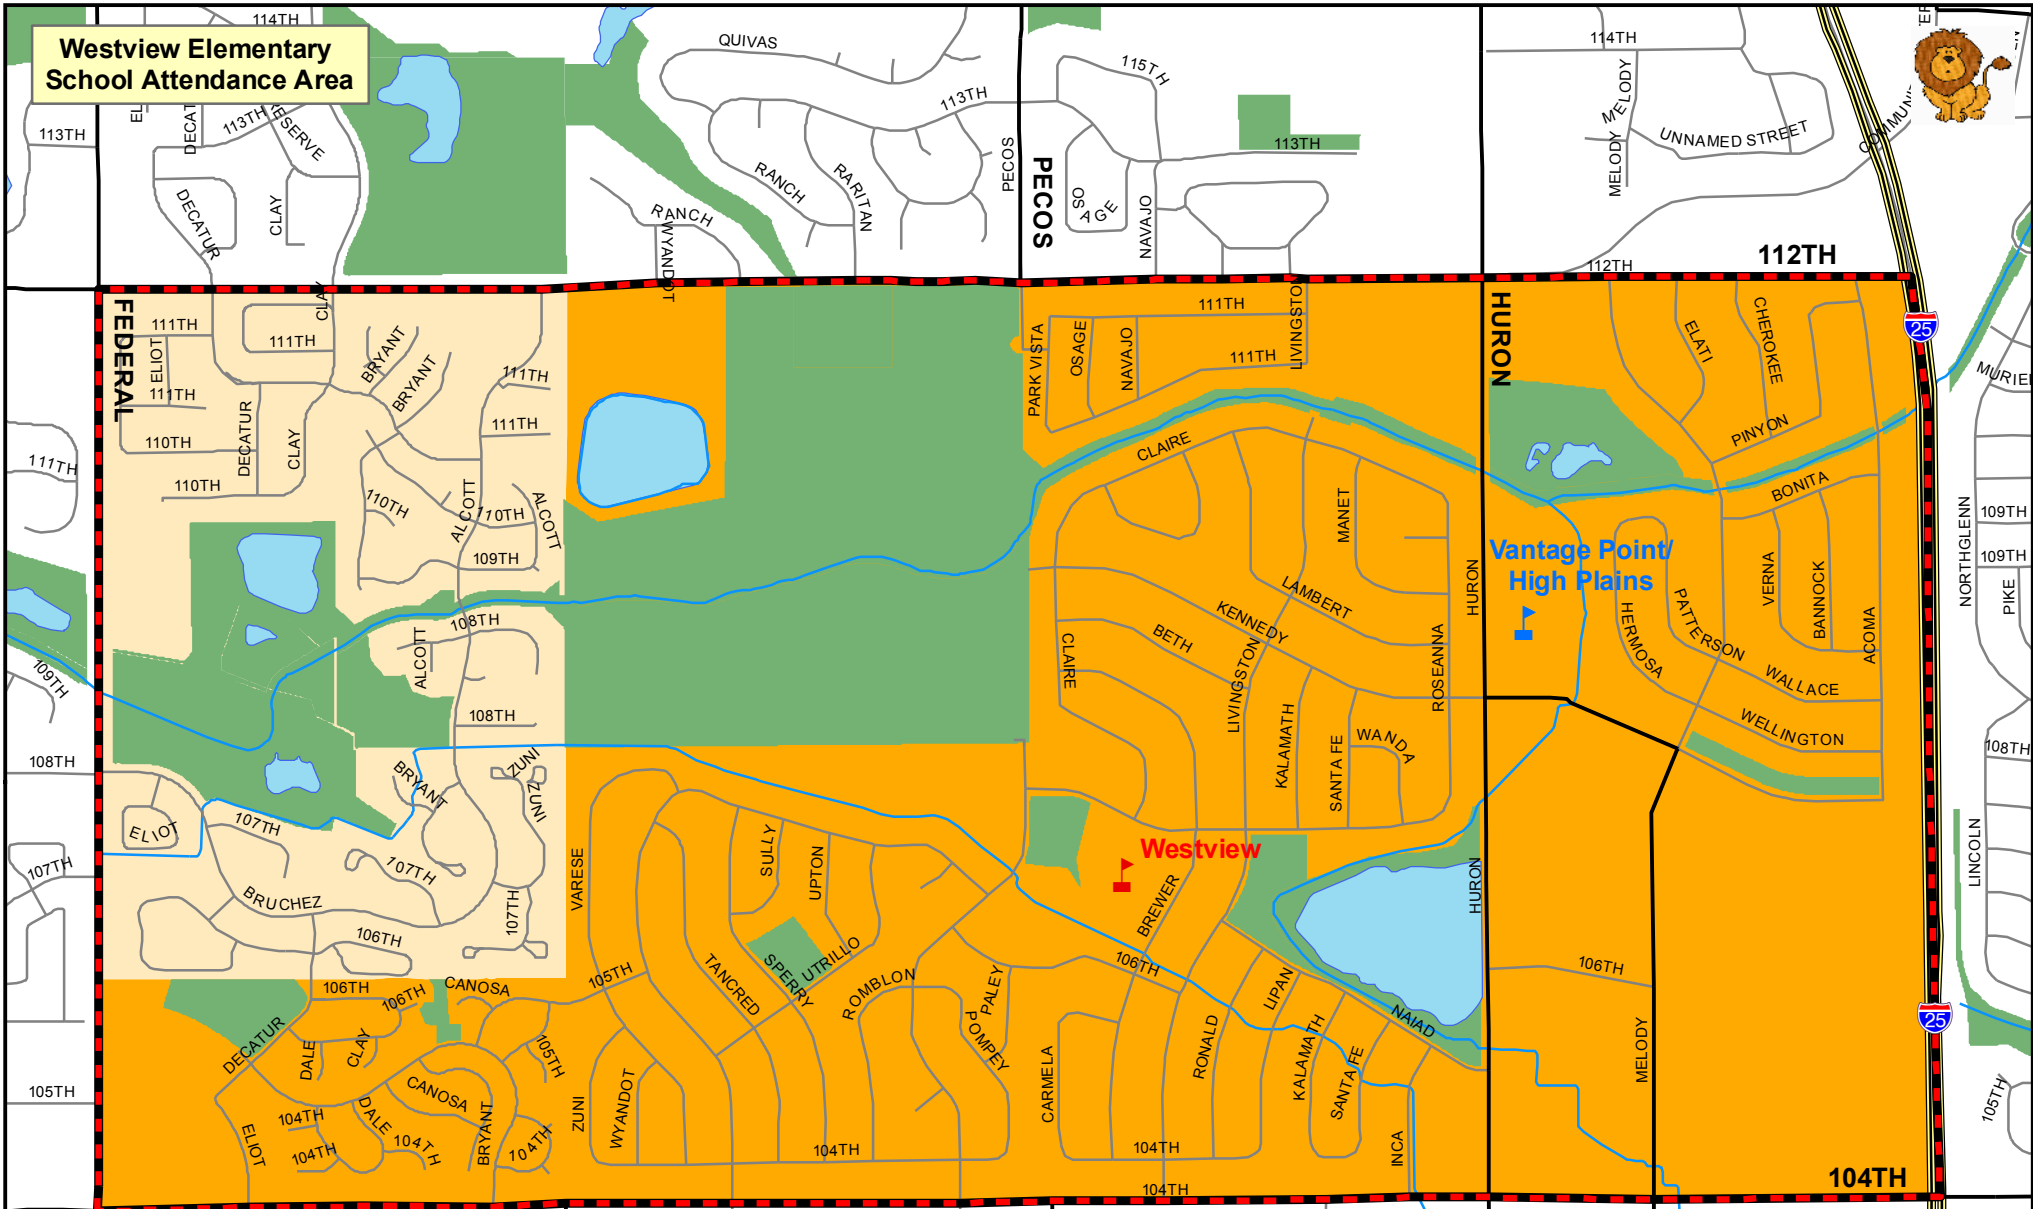 Westview Elementary
School Attendance Area
114TH
QUIVAS
115TH
114TH
MELODY
MELODY
UNNAMED STREET
113TH
DECAT
113TH
RESERVE
113TH
113TH
PECOS
PECOS
RANCH
RARITAN
RANCH
WYANDOT
OSAGE
NAVAJO
DECATUR
CLAY
112TH
112TH
FEDERAL
CLAY
111TH
111TH
ELIOT
111TH
BRYANT
BRYANT
111TH
111TH
110TH
DECATUR
CLAY
110TH
110TH
ALCOTT
110TH
ALCOTT
109TH
PARK VISTA
OSAGE
NAVAJO
111TH
111TH
LIVINGSTON
HURON
ELATI
CHEROKEE
PINYON
BONITA
25
MURIEL
CLAIRE
MANET
111TH
109TH
109TH
NORTHGLENN
PIKE
Vantage Point/
High Plains
HURON
VERNA
BANNOCK
ACOMA
HERMOSA
PATTERSON
WALLACE
WELLINGTON
LAMBERT
KENNEDY
BETH
CLAIRE
LIVINGSTON
ROSEANNA
KALAMATH
SANTA FE
WANDA
109TH
108TH
ALCOTT
108TH
108TH
108TH
ZUNI
ZUNI
BRYANT
ELIOT
107TH
107TH
107TH
107TH
BRUCHEZ
106TH
VARESE
SULLY
UPTON
Westview
BREWER
HURON
LINCOLN
SPERRY
UTRILLO
TANCRED
ROMBLON
PALEY
POMPEY
106TH
LIPAN
NAIAD
106TH
CANOSA
105TH
106TH
106TH
DECATUR
DALE
CLAY
105TH
CANOSA
DALE
104TH
104TH
104TH
104TH
BRYANT
ELIOT
ZUNI
WYANDOT
104TH
CARMELA
RONALD
KALAMATH
SANTA FE
INCA
104TH
104TH
MELODY
25
105TH
105TH
104TH